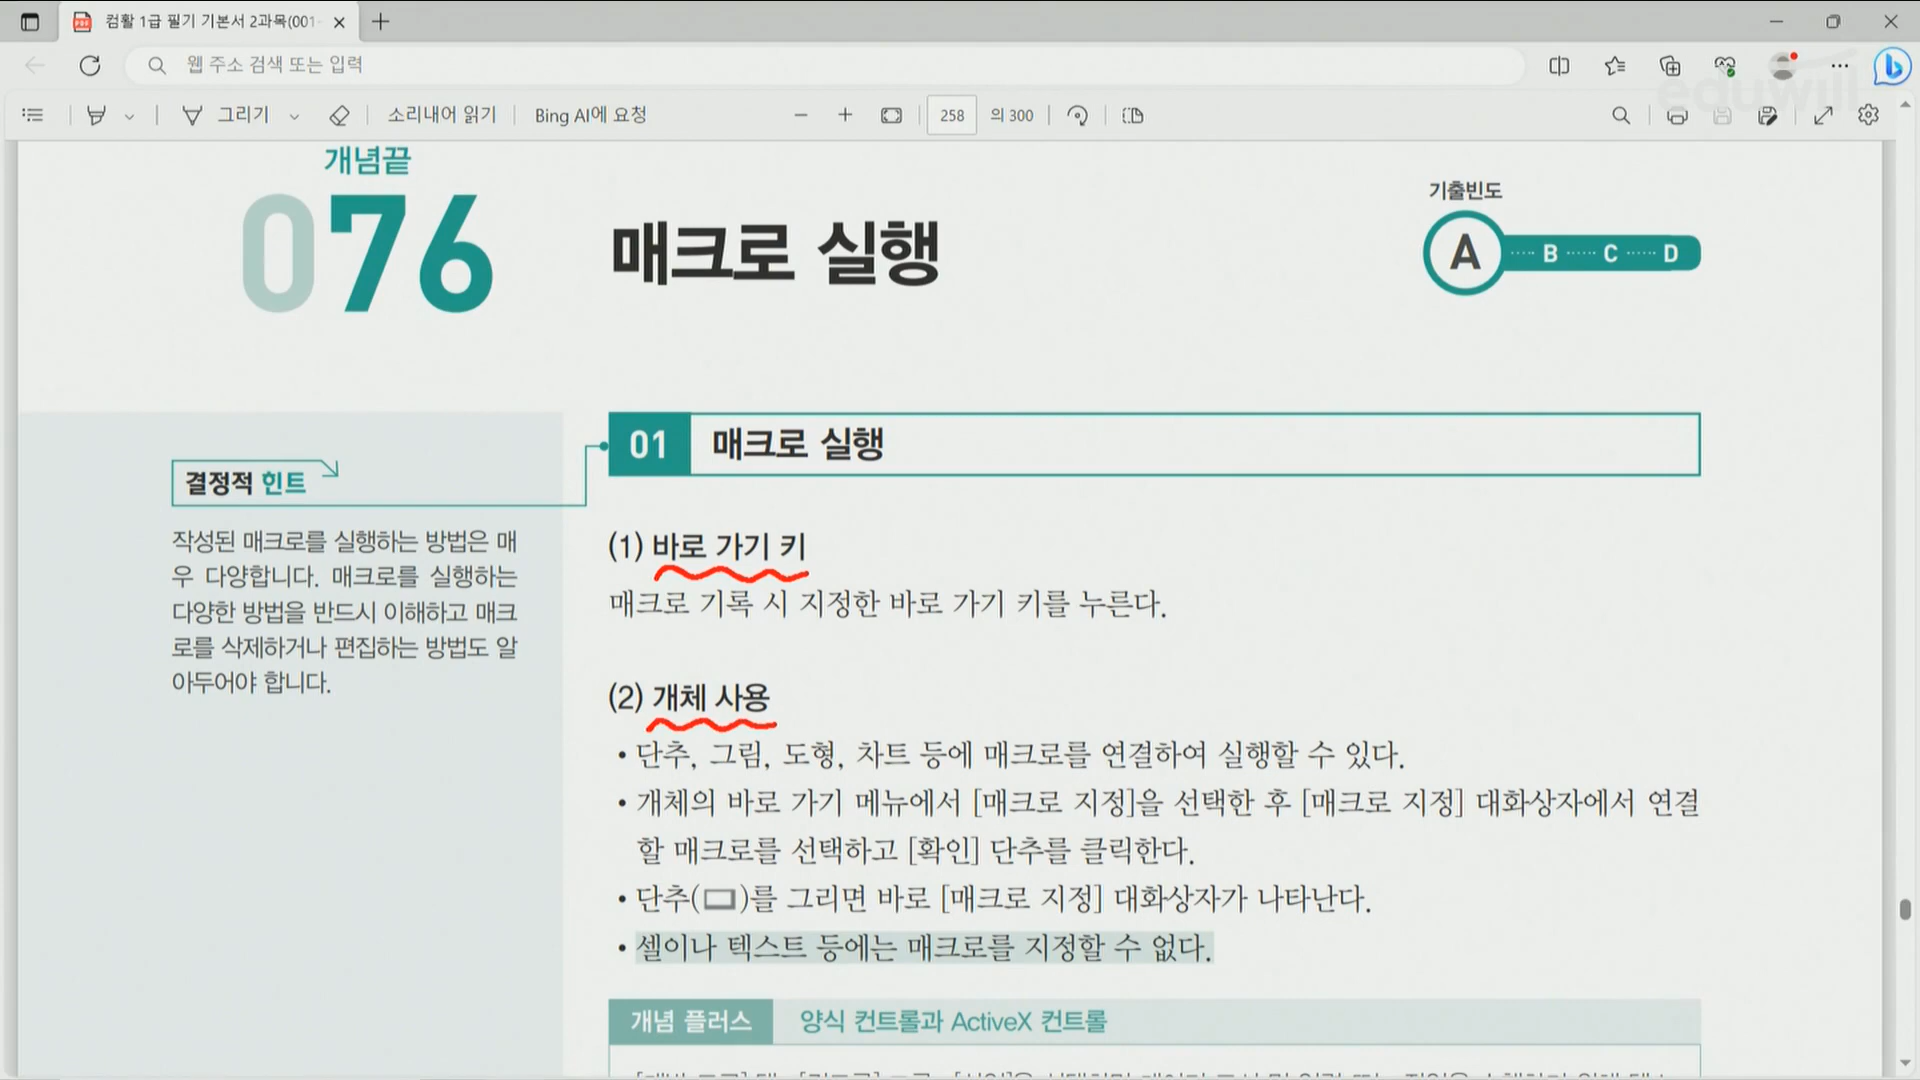 컴활 1급 필기 기본서 2과목(001-
웹 주소 검색 또는 입력
eduwill
그리기
소리내어 읽기
Bing AI에 요청
258
의 300
개념끝
076
매크로 실행
기출빈도
A B C D
결정적 힌트
작성된 매크로를 실행하는 방법은 매
우 다양합니다. 매크로를 실행하는
다양한 방법을 반드시 이해하고 매크
로를 삭제하거나 편집하는 방법도 알
아두어야 합니다.
01 매크로 실행
(1) 바로 가기 키
매크로 기록 시 지정한 바로 가기 키를 누른다.
(2) 개체 사용
• 단추, 그림, 도형, 차트 등에 매크로를 연결하여 실행할 수 있다.
• 개체의 바로 가기 메뉴에서 [매크로 지정]을 선택한 후 [매크로 지정] 대화상자에서 연결
할 매크로를 선택하고 [확인] 단추를 클릭한다.
• 단추( )를 그리면 바로 [매크로 지정] 대화상자가 나타난다.
• 셀이나 텍스트 등에는 매크로를 지정할 수 없다.
개념 플러스 양식 컨트롤과 ActiveX 컨트롤